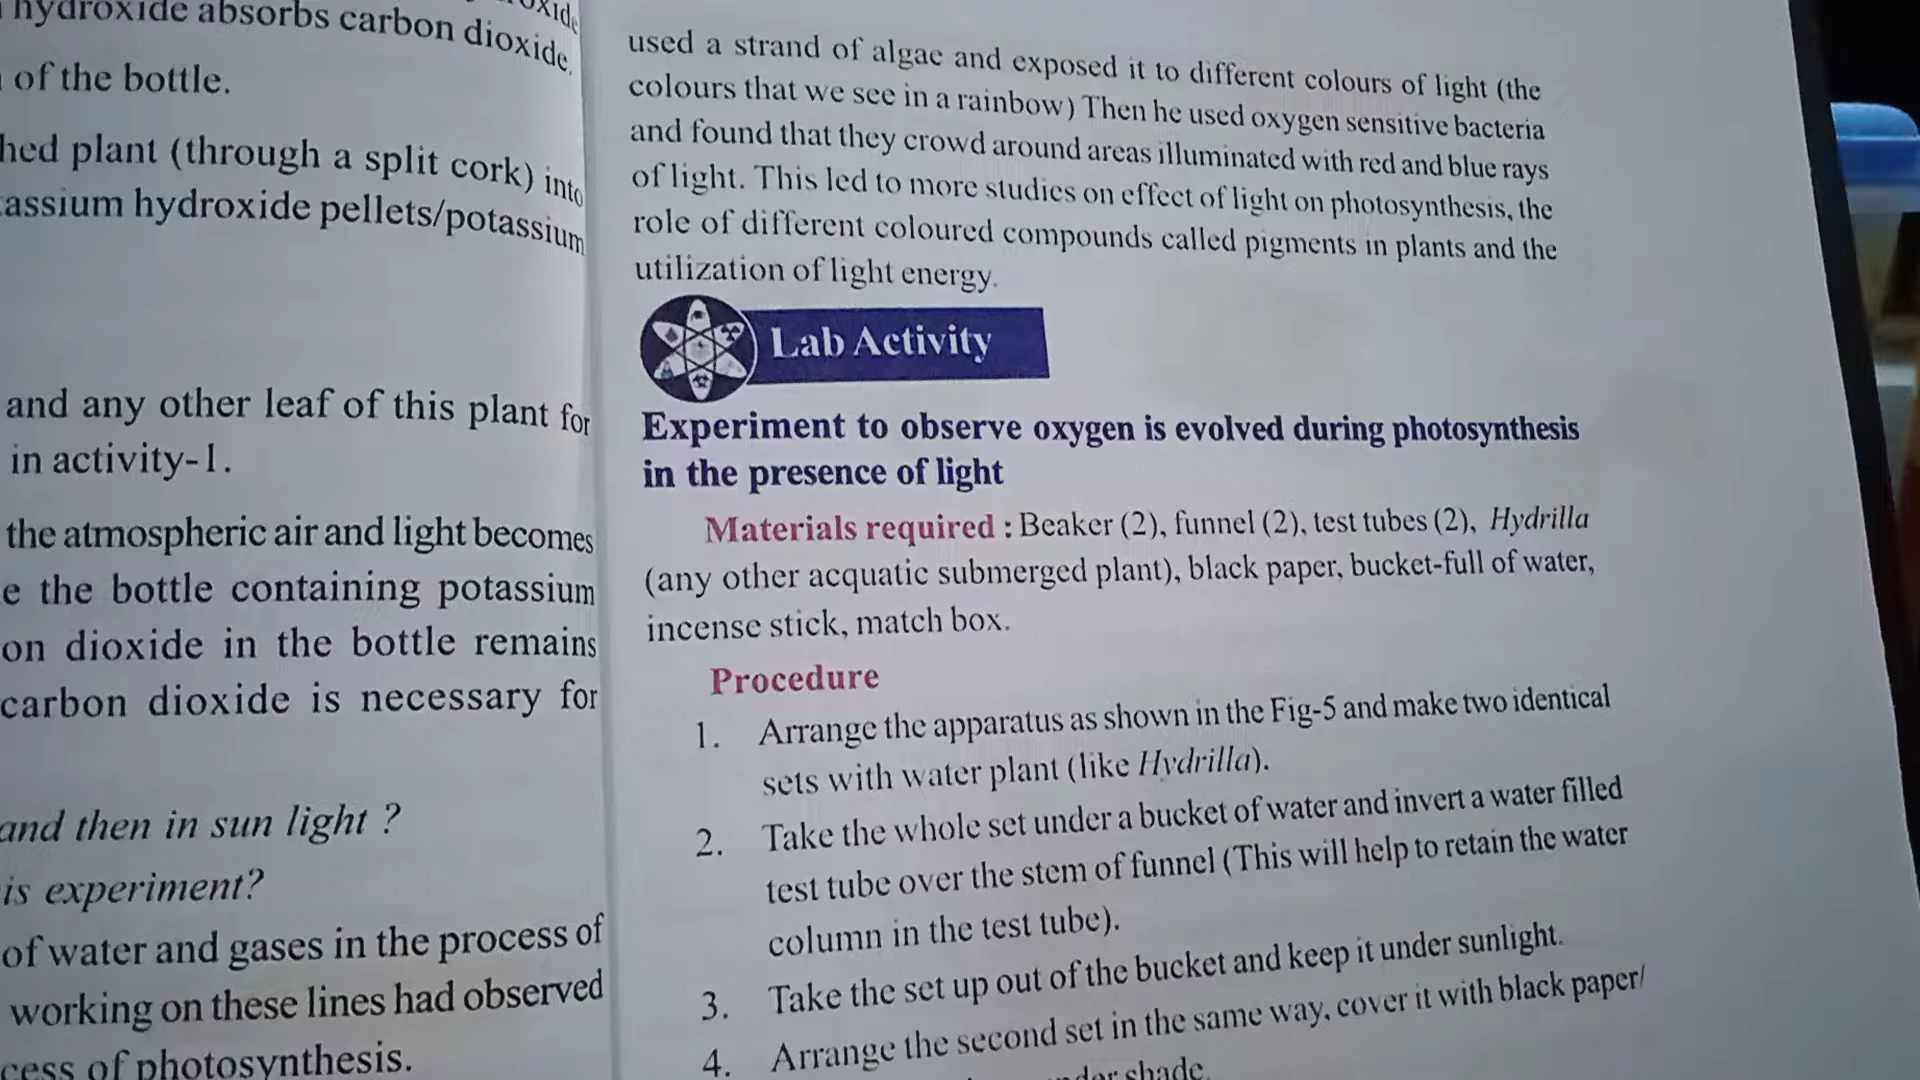 hydroxide absorbs carbon dioxide.
of the bottle.
hed plant (through a split cork) into
assium hydroxide pellets/potassium
and any other leaf of this plant for
in activity-1.
the atmospheric air and light becomes
e the bottle containing potassium
on dioxide in the bottle remains
carbon dioxide is necessary for
and then in sun light ?
is experiment?
of water and gases in the process of
working on these lines had observed
cess of photosynthesis.
used a strand of algae and exposed it to different colours of light (the
colours that we see in a rainbow) Then he used oxygen sensitive bacteria
and found that they crowd around areas illuminated with red and blue rays
of light. This led to more studies on effect of light on photosynthesis, the
role of different coloured compounds called pigments in plants and the
utilization of light energy.
Lab Activity
Experiment to observe oxygen is evolved during photosynthesis
in the presence of light
Materials required : Beaker (2), funnel (2), test tubes (2), Hydrilla
(any other acquatic submerged plant), black paper, bucket-full of water,
incense stick, match box.
Procedure
1. Arrange the apparatus as shown in the Fig-5 and make two identical
sets with water plant (like Hydrilla).
2. Take the whole set under a bucket of water and invert a water filled
test tube over the stem of funnel (This will help to retain the water
column in the test tube).
3. Take the set up out of the bucket and keep it under sunlight.
4. Arrange the second set in the same way, cover it with black paper/
shade.